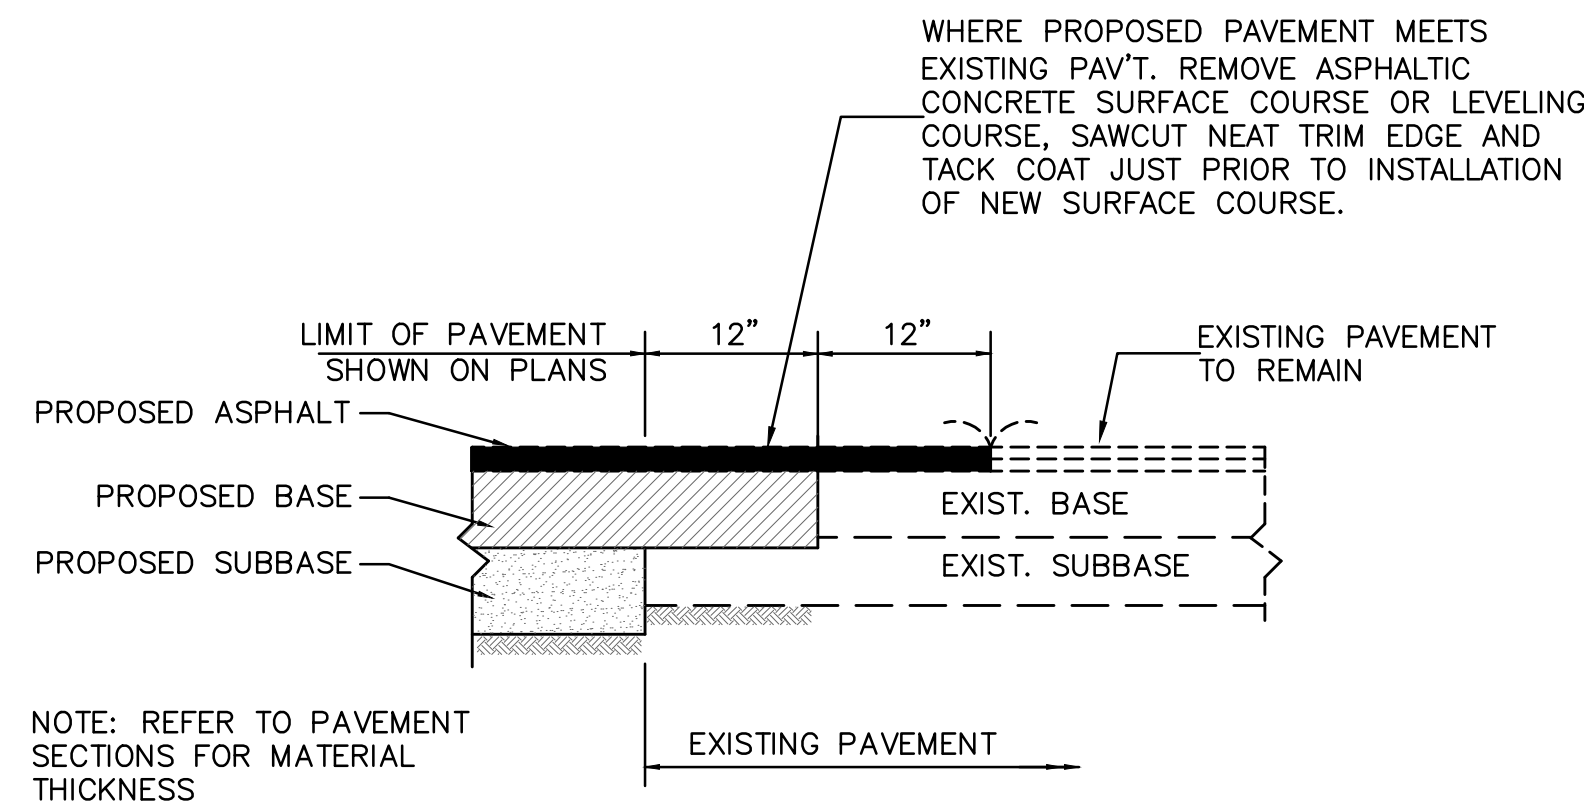 WHERE PROPOSED PAVEMENT MEETS
EXISTING PAV'T. REMOVE ASPHALTIC
CONCRETE SURFACE COURSE OR LEVELING
COURSE, SAWCUT NEAT TRIM EDGE AND
TACK COAT JUST PRIOR TO INSTALLATION
OF NEW SURFACE COURSE.
LIMIT OF PAVEMENT
SHOWN ON PLANS
12”
12”
EXISTING PAVEMENT
TO REMAIN
PROPOSED ASPHALT
PROPOSED BASE
EXIST. BASE
PROPOSED SUBBASE
EXIST. SUBBASE
NOTE: REFER TO PAVEMENT
SECTIONS FOR MATERIAL
THICKNESS
EXISTING PAVEMENT